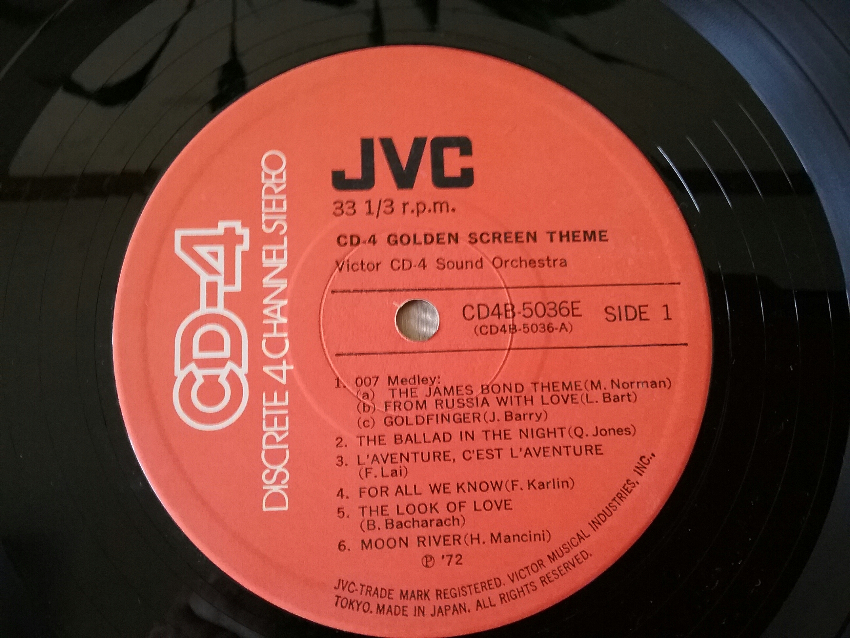 CD-4
DISCRETE 4 CHANNEL STEREO
JVC
33 1/3 r.p.m.
CD-4 GOLDEN SCREEN THEME
Victor CD-4 Sound Orchestra
CD4B-5036E
(CD4B-5036-A)
SIDE 1
1. 007 Medley:
(a) THE JAMES BOND THEME(M. Norman)
(b) FROM RUSSIA WITH LOVE(L. Bart)
(c) GOLDFINGER(J. Barry)
2. THE BALLAD IN THE NIGHT(Q. Jones)
3. L'AVENTURE, C'EST L'AVENTURE
(F. Lai)
4. FOR ALL WE KNOW(F. Karlin)
5. THE LOOK OF LOVE
(B. Bacharach)
6. MOON RIVER(H. Mancini)
℗ '72
JVC-TRADE MARK REGISTERED. VICTOR MUSICAL INDUSTRIES, INC.,
TOKYO. MADE IN JAPAN. ALL RIGHTS RESERVED.